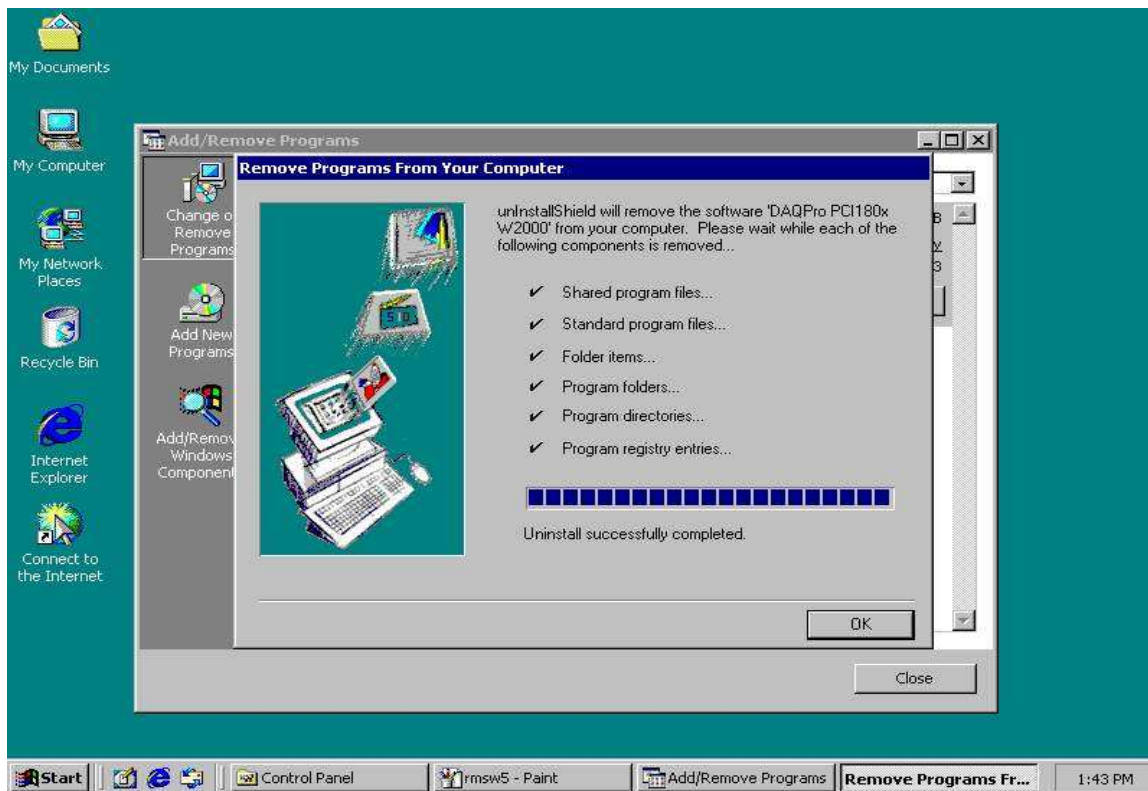 My Documents
My Computer
My Network
Places
Recycle Bin
Internet
Explorer
Connect to
the Internet
Add/Remove Programs
Change o
Remove
Programs
Add New
Programs
Add/Remov
Windows
Component
Remove Programs From Your Computer
unInstallShield will remove the software 'DAQPro PCI180x
W2000' from your computer. Please wait while each of the
following components is removed...
Shared program files...
Standard program files...
Folder items...
Program folders...
Program directories...
Program registry entries...
Uninstall successfully completed.
OK
B
y
3
Close
Start
Control Panel
rmsw5 - Paint
Add/Remove Programs
Remove Programs Fr...
1:43 PM